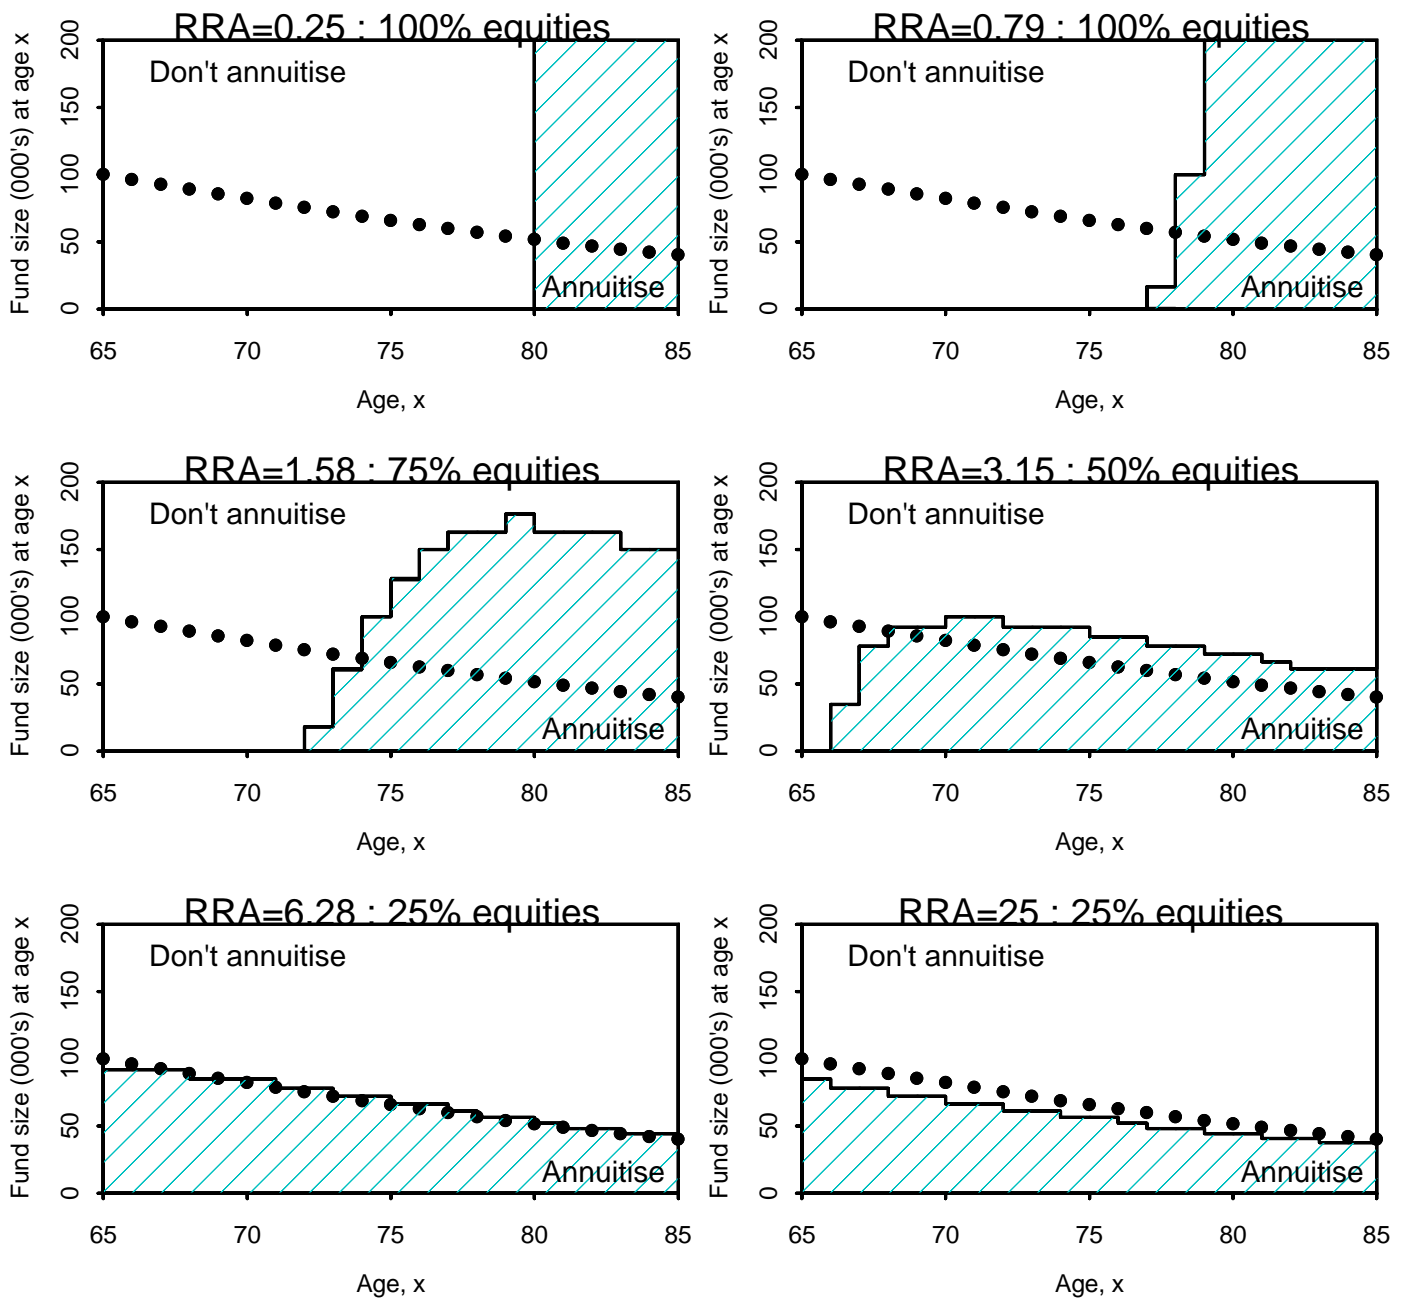 RRA=0.25 : 100% equities
Fund size (000's) at age x
200
150
100
50
0
Don't annuitise
Annuitise
65 70 75 80 85
Age, x
RRA=0.79 : 100% equities
Fund size (000's) at age x
200
150
100
50
0
Don't annuitise
Annuitise
65 70 75 80 85
Age, x
RRA=1.58 : 75% equities
Fund size (000's) at age x
200
150
100
50
0
Don't annuitise
Annuitise
65 70 75 80 85
Age, x
RRA=3.15 : 50% equities
Fund size (000's) at age x
200
150
100
50
0
Don't annuitise
Annuitise
65 70 75 80 85
Age, x
RRA=6.28 : 25% equities
Fund size (000's) at age x
200
150
100
50
0
Don't annuitise
Annuitise
65 70 75 80 85
Age, x
RRA=25 : 25% equities
Fund size (000's) at age x
200
150
100
50
0
Don't annuitise
Annuitise
65 70 75 80 85
Age, x